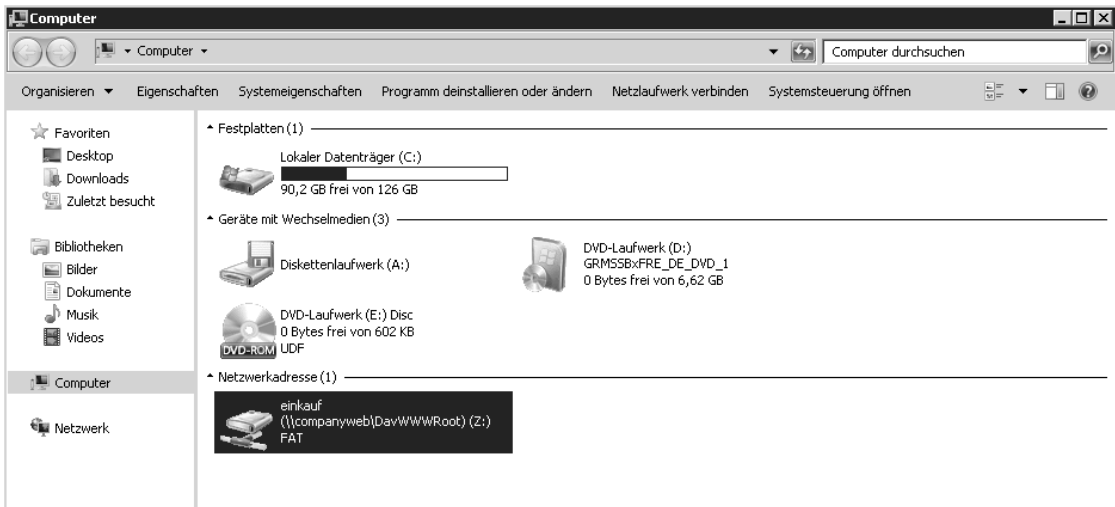 Computer
Computer
Computer durchsuchen
Organisieren Eigenschaften Systemeigenschaften Programm deinstallieren oder ändern Netzlaufwerk verbinden Systemsteuerung öffnen
Favoriten
Desktop
Downloads
Zuletzt besucht
Bibliotheken
Bilder
Dokumente
Musik
Videos
Computer
Netzwerk
Festplatten (1)
Lokaler Datenträger (C:)
90,2 GB frei von 126 GB
Geräte mit Wechselmedien (3)
Diskettenlaufwerk (A:)
DVD-Laufwerk (D:)
GRMSSBxFRE_DE_DVD_1
0 Bytes frei von 6,62 GB
DVD-Laufwerk (E:) Disc
0 Bytes frei von 602 KB
UDF
DVD-ROM
Netzwerkadresse (1)
einkauf
(\\companyweb\DavWWWRoot) (Z:)
FAT